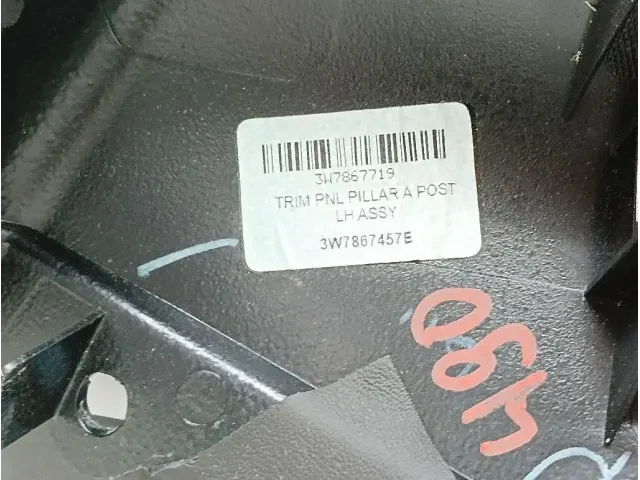 3W7867719
TRIM PNL PILLAR A POST
LH ASSY
3W7867457E